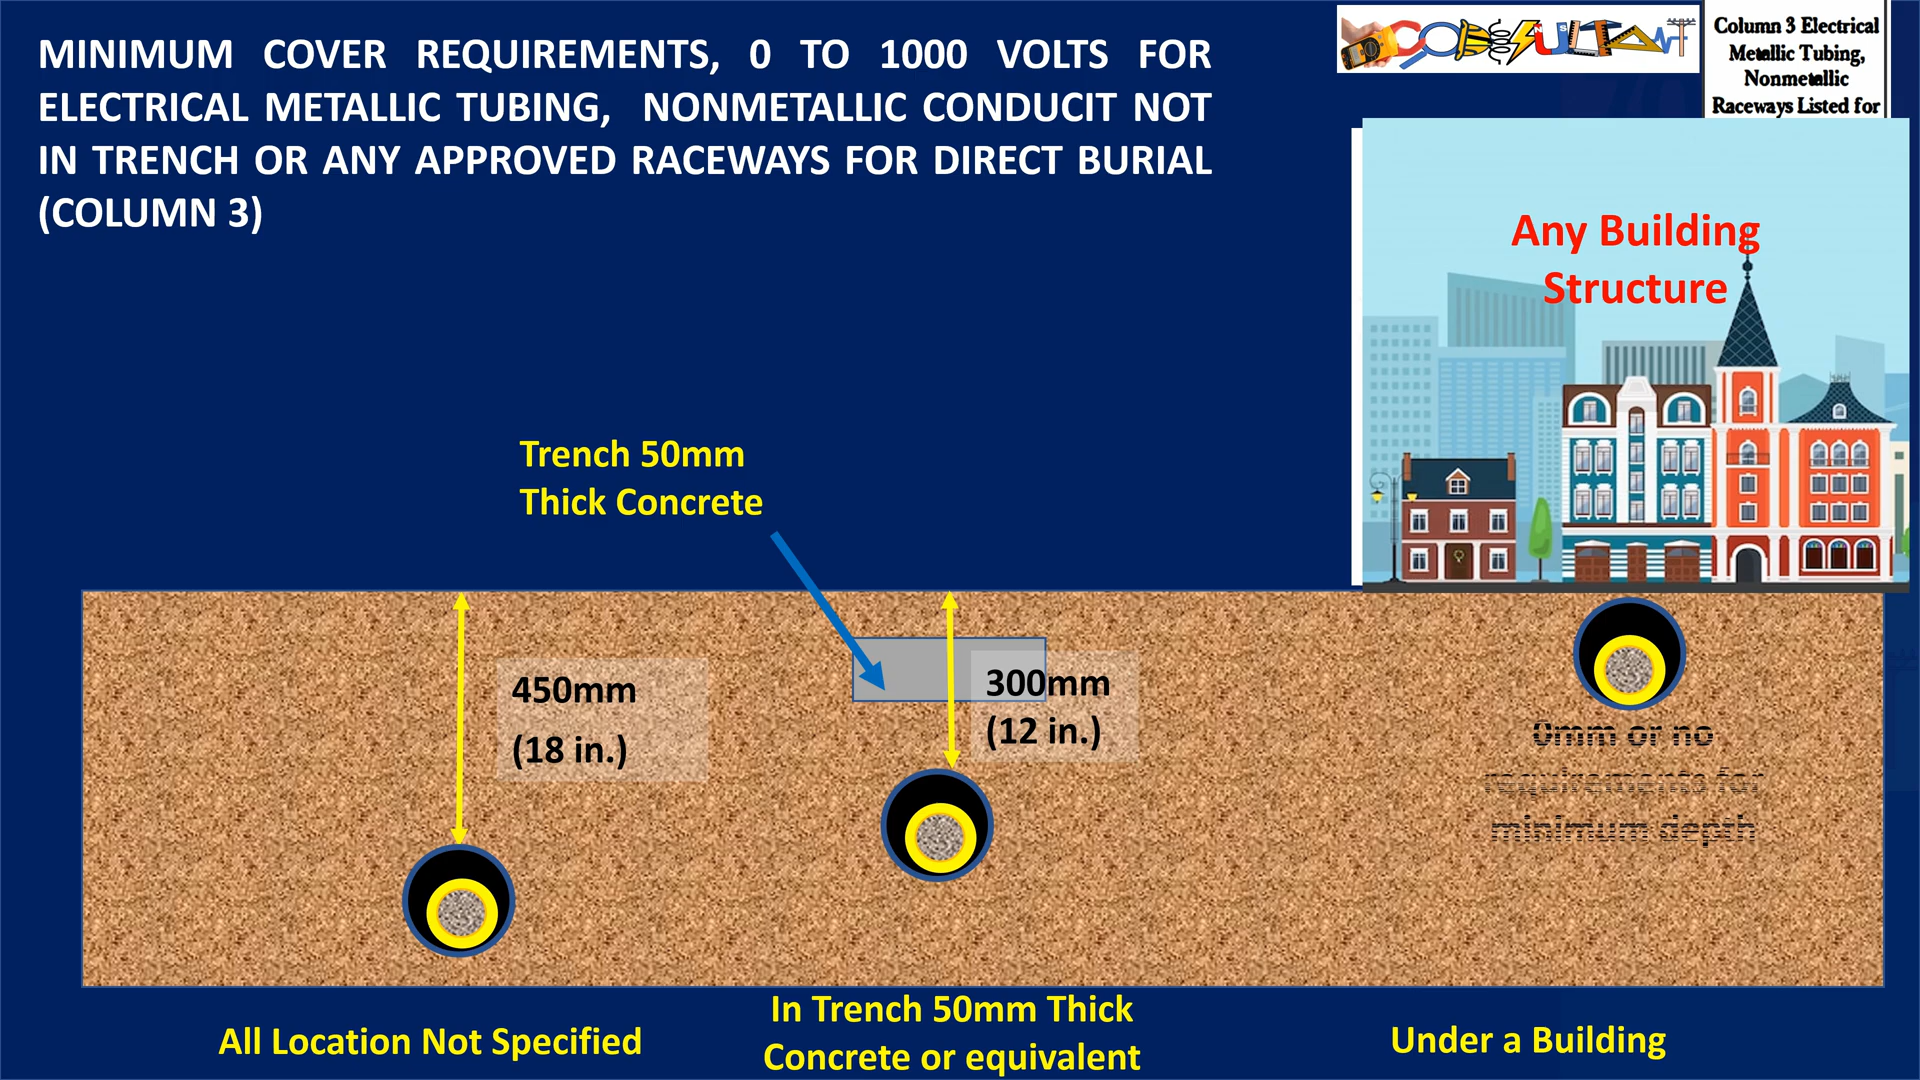 MINIMUM COVER REQUIREMENTS, 0 TO 1000 VOLTS FOR
ELECTRICAL METALLIC TUBING, NONMETALLIC CONDUCIT NOT
IN TRENCH OR ANY APPROVED RACEWAYS FOR DIRECT BURIAL
(COLUMN 3)
CONSULTANT
Column 3 Electrical
Metallic Tubing,
Nonmetallic
Raceways Listed for
Any Building
Structure
Trench 50mm
Thick Concrete
450mm
(18 in.)
300mm
(12 in.)
0mm or no
requirements for
minimum depth
All Location Not Specified
In Trench 50mm Thick
Concrete or equivalent
Under a Building